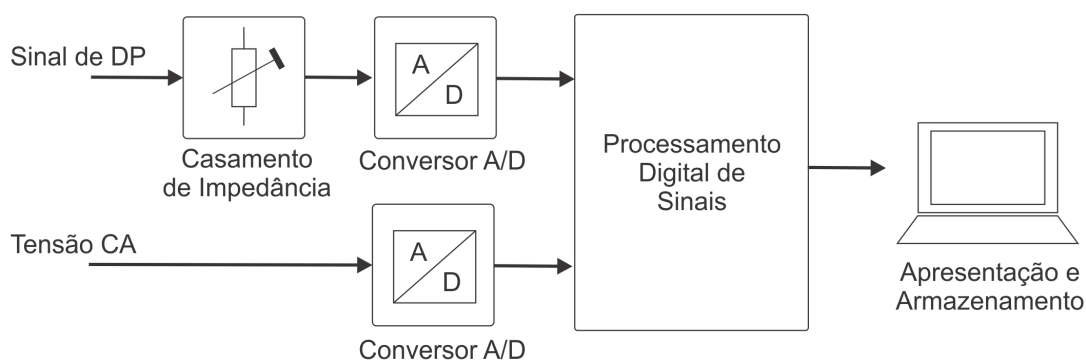 Sinal de DP
A
D
Casamento
de Impedância
Conversor A/D
Processamento
Digital de
Sinais
Tensão CA
A
D
Conversor A/D
Apresentação e
Armazenamento